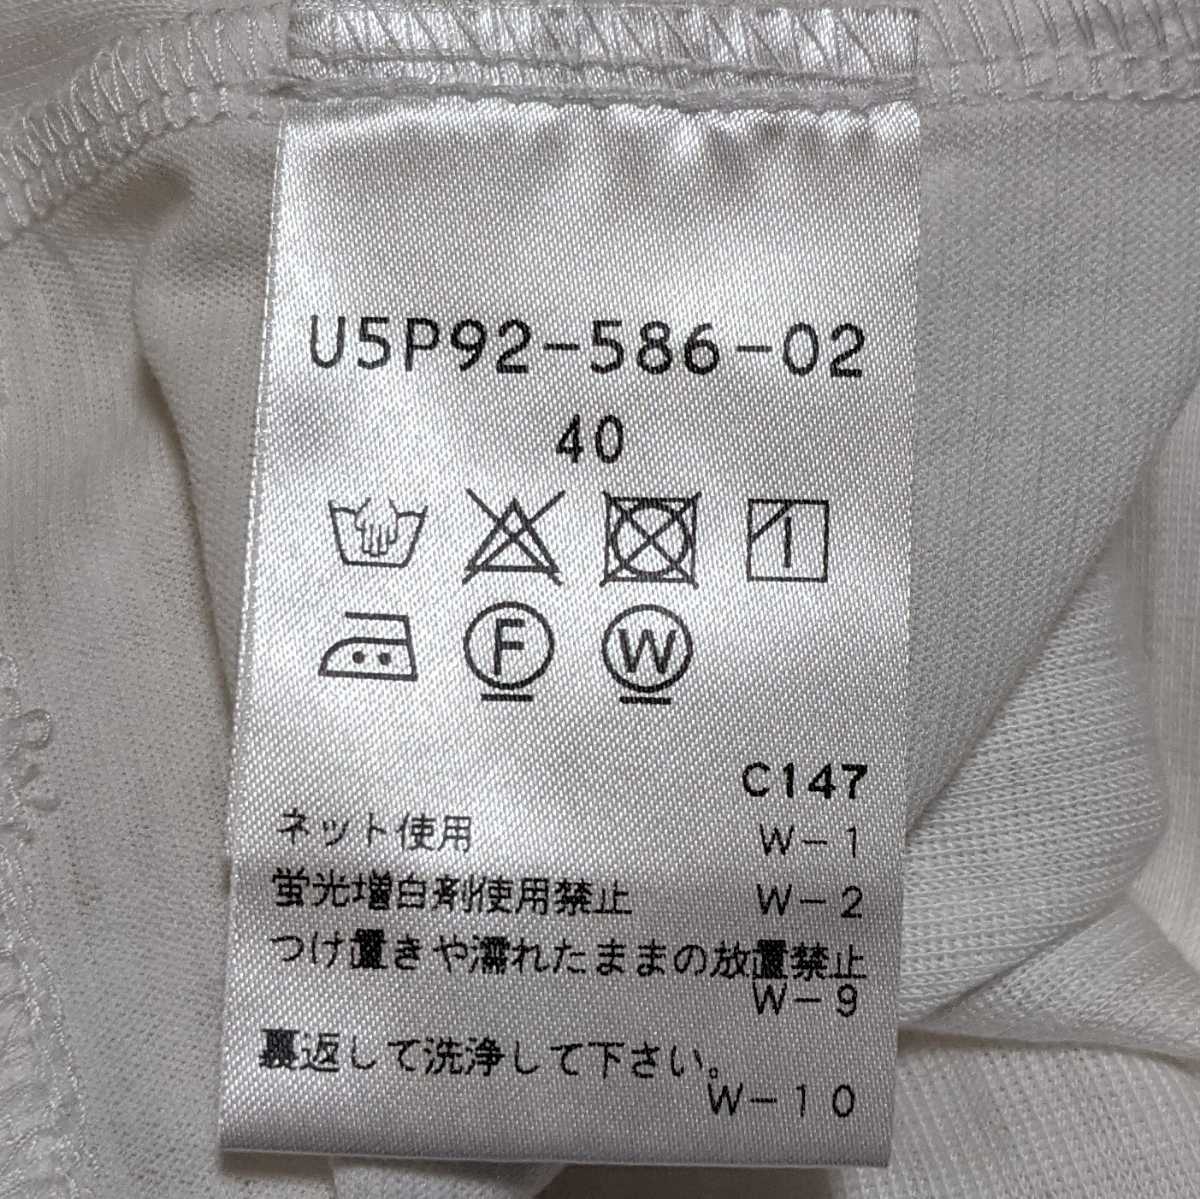 U5P92-586-02
40
F W
C147
ネット使用 W-1
蛍光増白剤使用禁止 W-2
つけ置きや濡れたままの放置禁止
W-9
裏返しで洗浄して下さい。
W-10